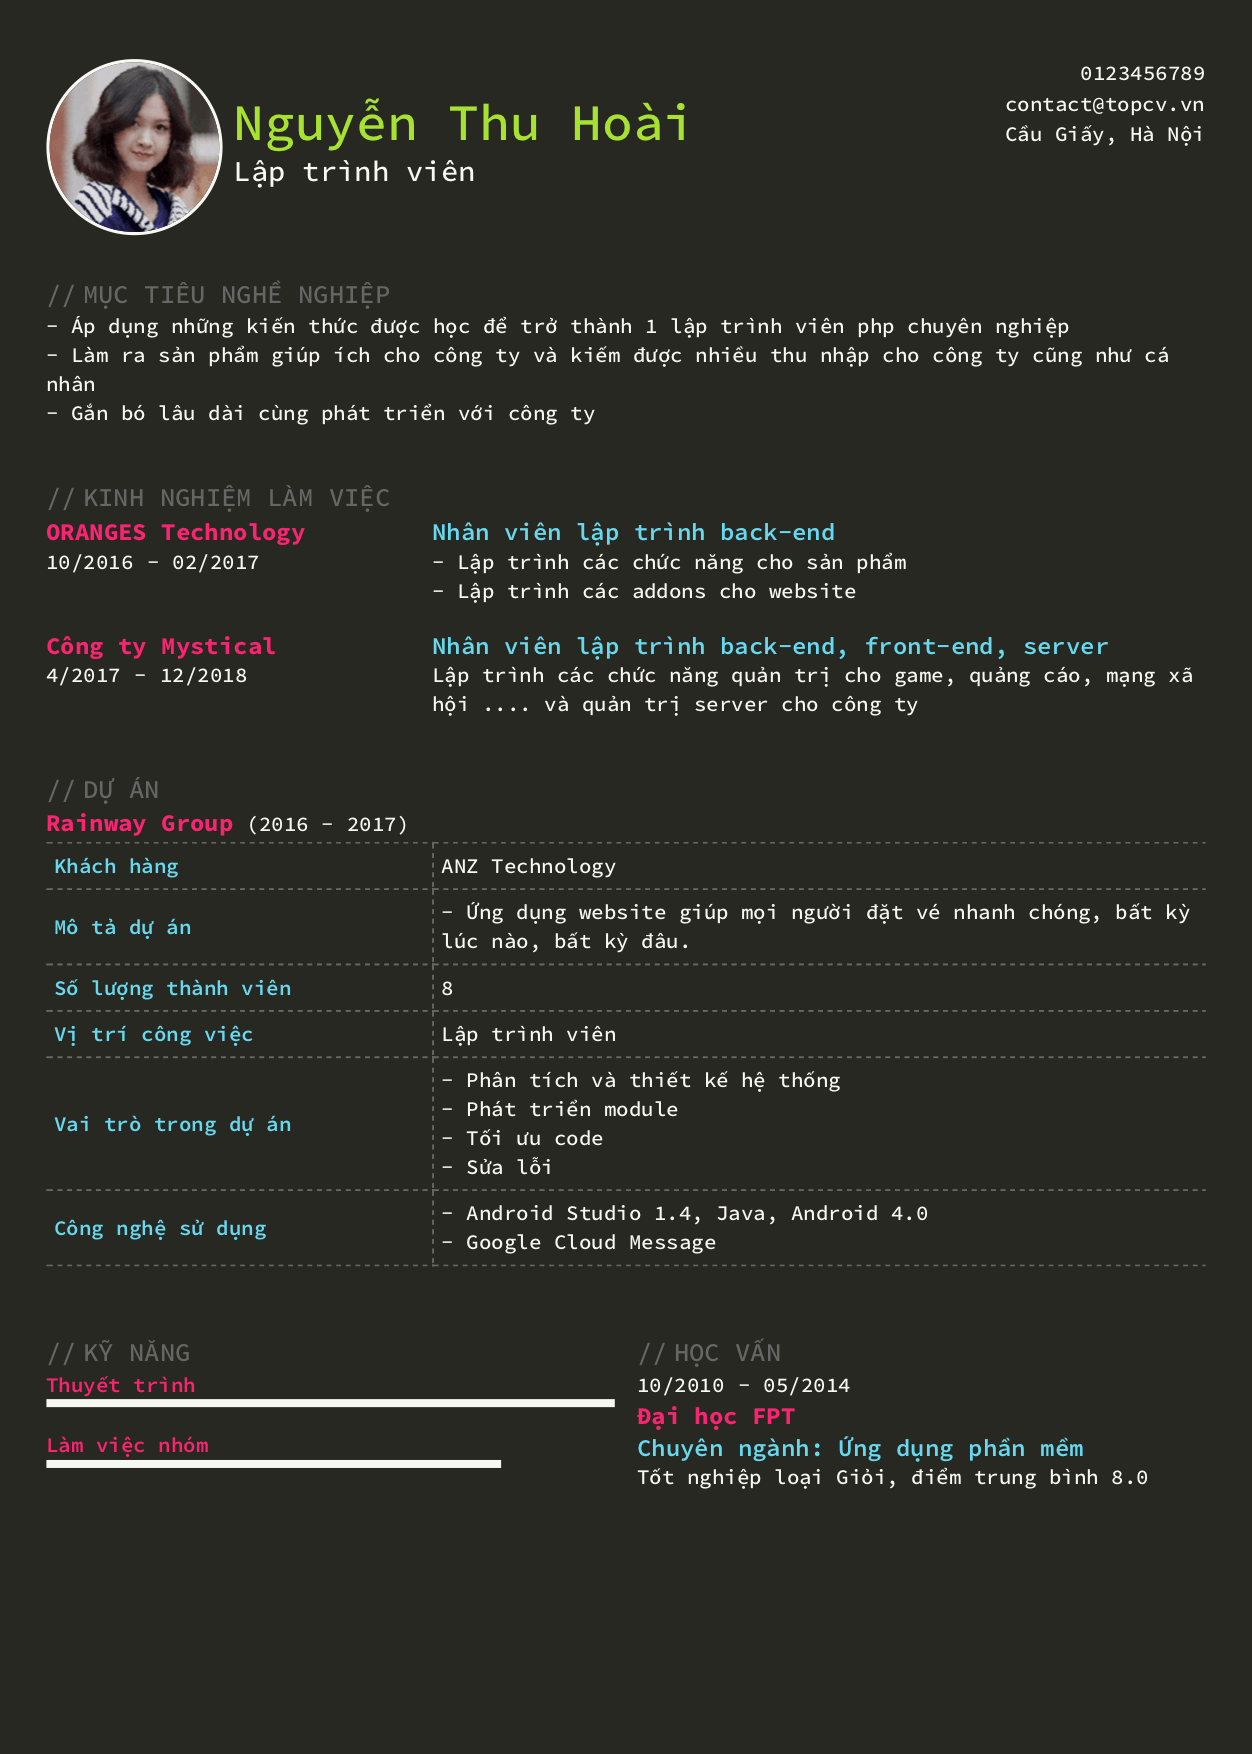 Nguyễn Thu Hoài
Lập trình viên
0123456789
contact@topcv.vn
Cầu Giấy, Hà Nội
// MỤC TIÊU NGHỀ NGHIỆP
- Áp dụng những kiến thức được học để trở thành 1 lập trình viên php chuyên nghiệp
- Làm ra sản phẩm giúp ích cho công ty và kiếm được nhiều thu nhập cho công ty cũng như cá
nhân
- Gắn bó lâu dài cùng phát triển với công ty
// KINH NGHIỆM LÀM VIỆC
ORANGES Technology
10/2016 - 02/2017
Nhân viên lập trình back-end
- Lập trình các chức năng cho sản phẩm
- Lập trình các addons cho website
Công ty Mystical
4/2017 - 12/2018
Nhân viên lập trình back-end, front-end, server
Lập trình các chức năng quản trị cho game, quảng cáo, mạng xã
hội .... và quản trị server cho công ty
// DỰ ÁN
Rainway Group (2016 - 2017)
Khách hàng
ANZ Technology
Mô tả dự án
- Ứng dụng website giúp mọi người đặt vé nhanh chóng, bất kỳ
lúc nào, bất kỳ đâu.
Số lượng thành viên
8
Vị trí công việc
Lập trình viên
Vai trò trong dự án
- Phân tích và thiết kế hệ thống
- Phát triển module
- Tối ưu code
- Sửa lỗi
Công nghệ sử dụng
- Android Studio 1.4, Java, Android 4.0
- Google Cloud Message
// KỸ NĂNG
Thuyết trình
Làm việc nhóm
// HỌC VẤN
10/2010 - 05/2014
Đại học FPT
Chuyên ngành: Ứng dụng phần mềm
Tốt nghiệp loại Giỏi, điểm trung bình 8.0